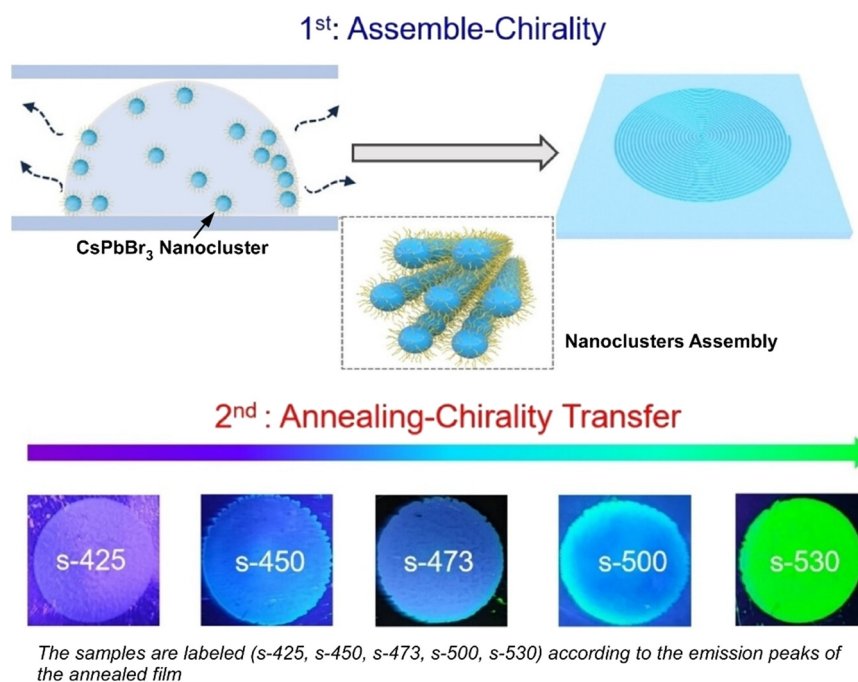 1st: Assemble-Chirality
CsPbBr3 Nanocluster
Nanoclusters Assembly
2nd : Annealing-Chirality Transfer
s-425 s-450 s-473 s-500 s-530
The samples are labeled (s-425, s-450, s-473, s-500, s-530) according to the emission peaks of
the annealed film